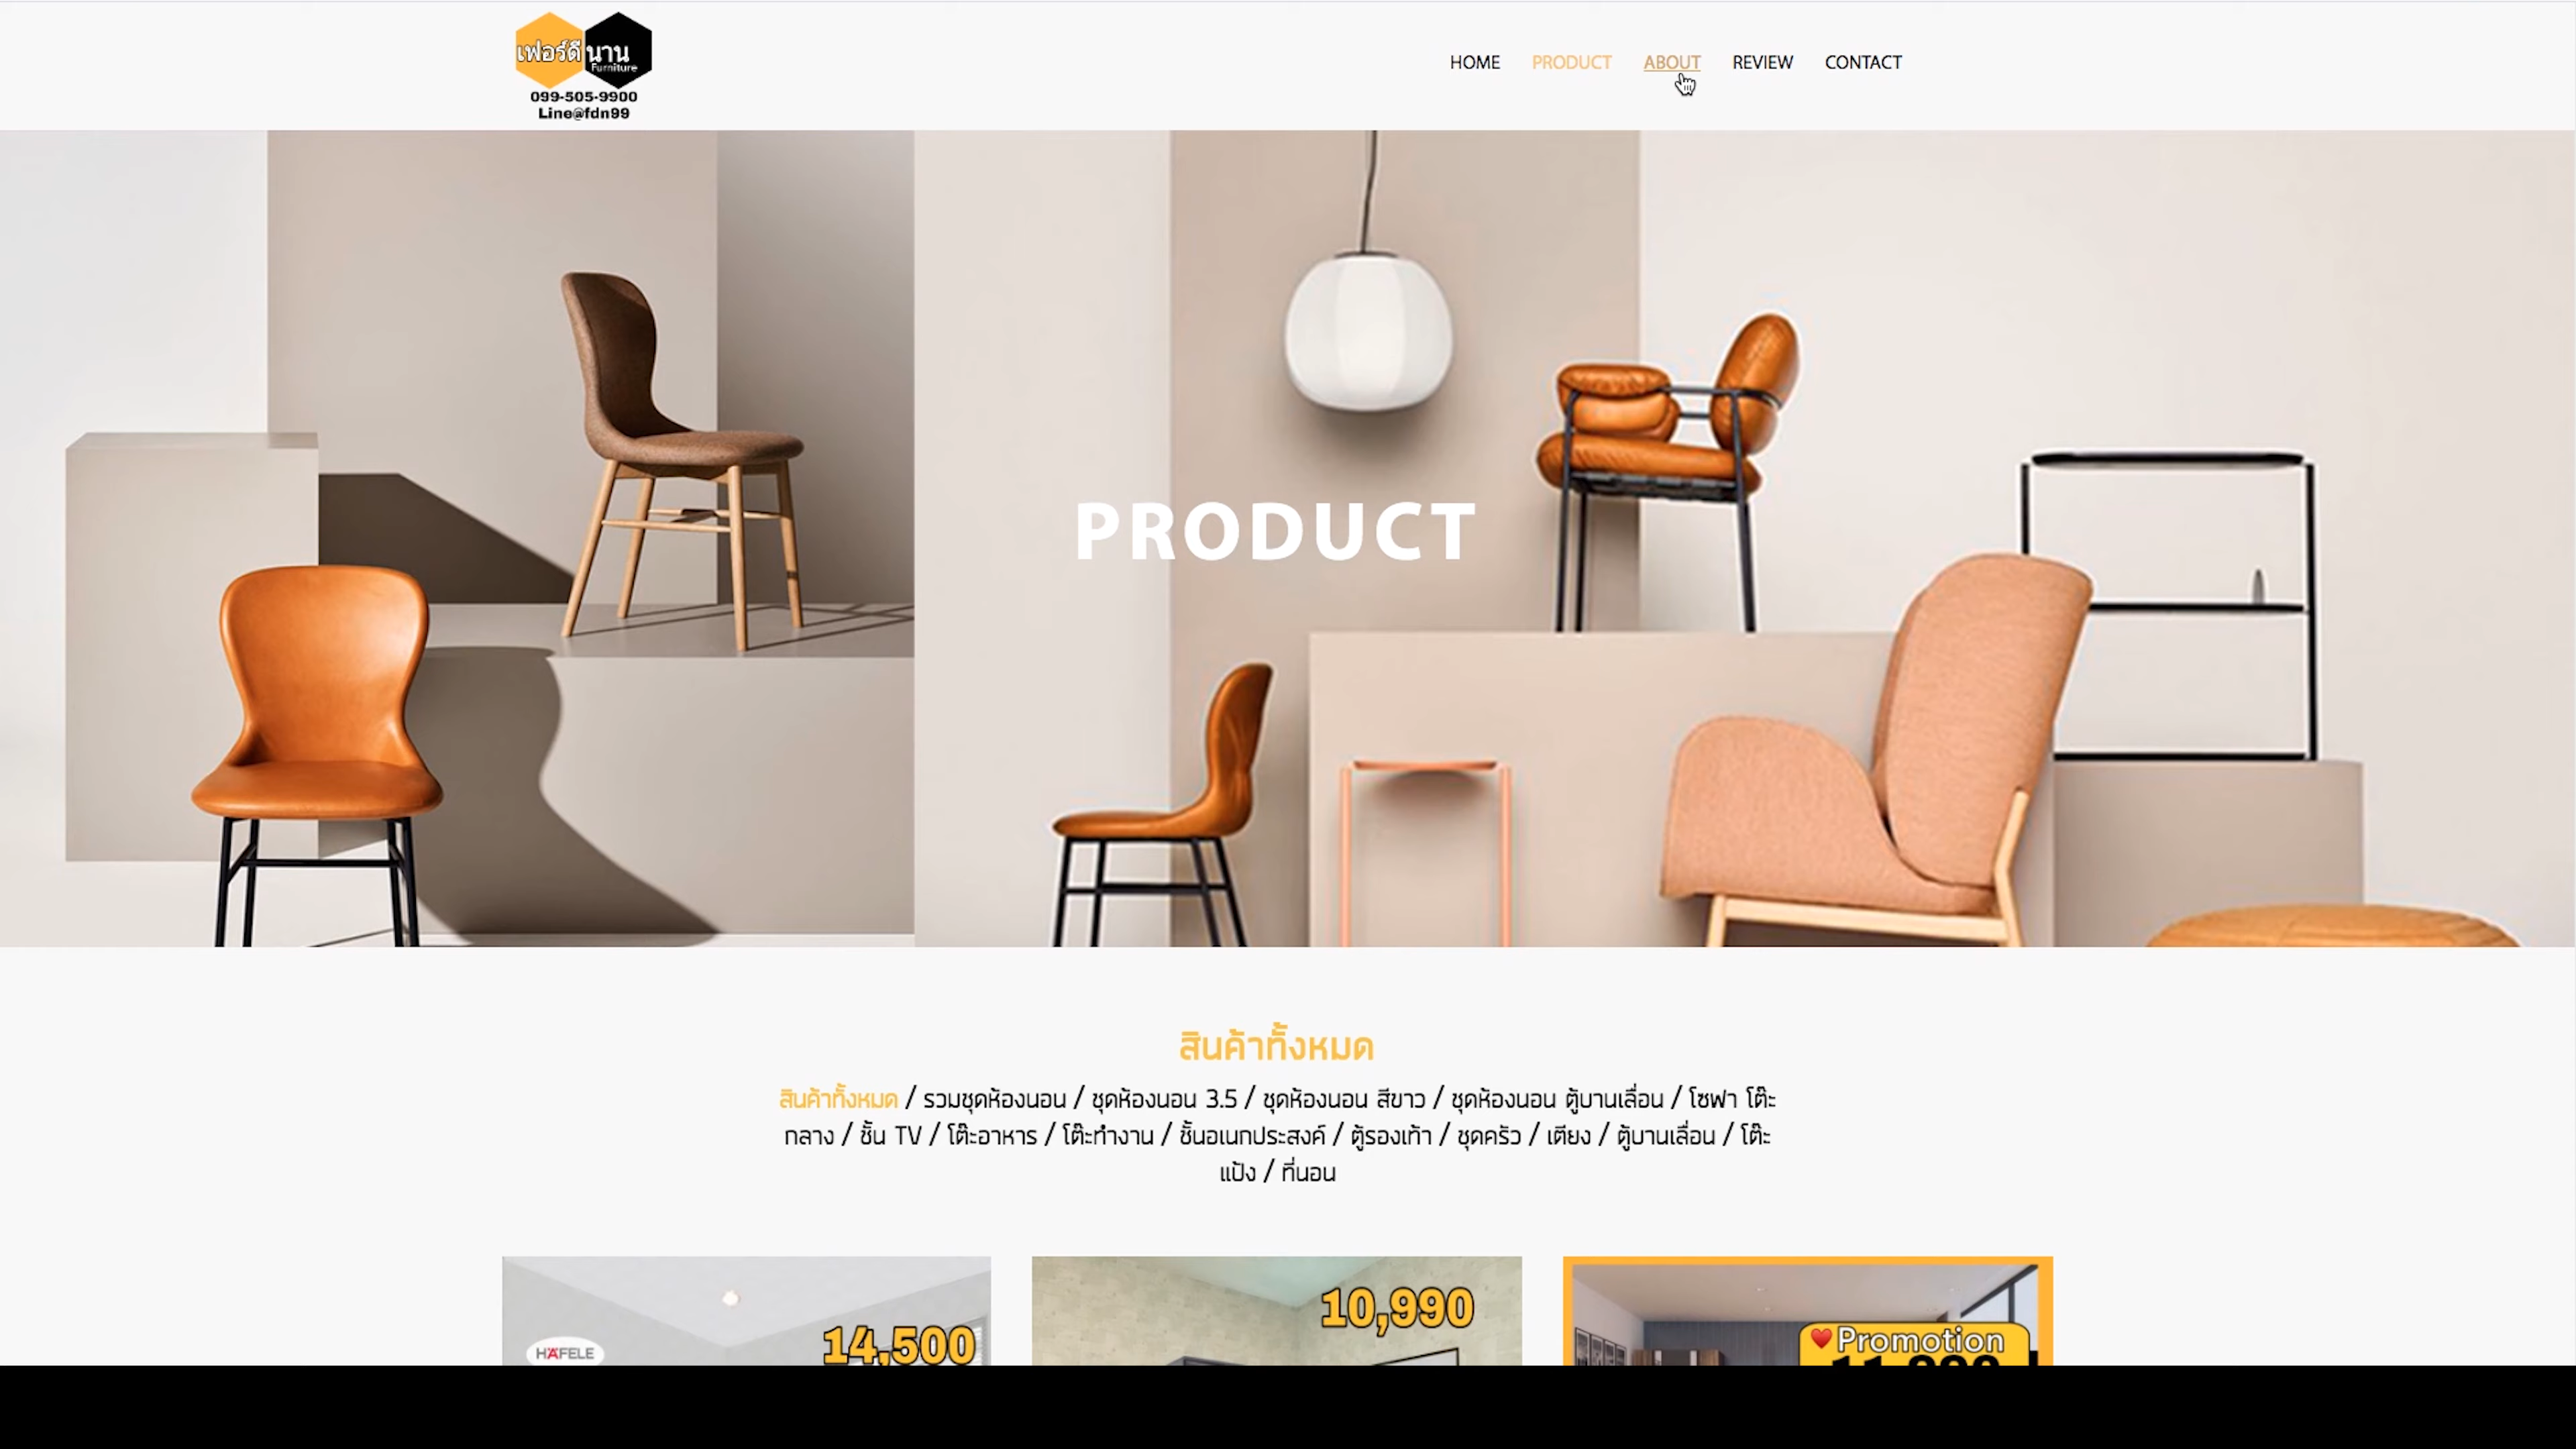 เฟอร์ดีนาน
Furniture
099-505-9900
Line@fdn99
HOME PRODUCT ABOUT REVIEW CONTACT
PRODUCT
สินค้าทั้งหมด
สินค้าทั้งหมด / รวมชุดห้องนอน / ชุดห้องนอน 3.5 / ชุดห้องนอน สีขาว / ชุดห้องนอน ตู้บานเลื่อน / โซฟา โต๊ะ
กลาง / ชั้น TV / โต๊ะอาหาร / โต๊ะทำงาน / ชั้นอเนกประสงค์ / ตู้รองเท้า / ชุดครัว / เตียง / ตู้บานเลื่อน / โต๊ะ
แป้ง / ที่นอน
HÄFELE
14,500
10,990
Promotion